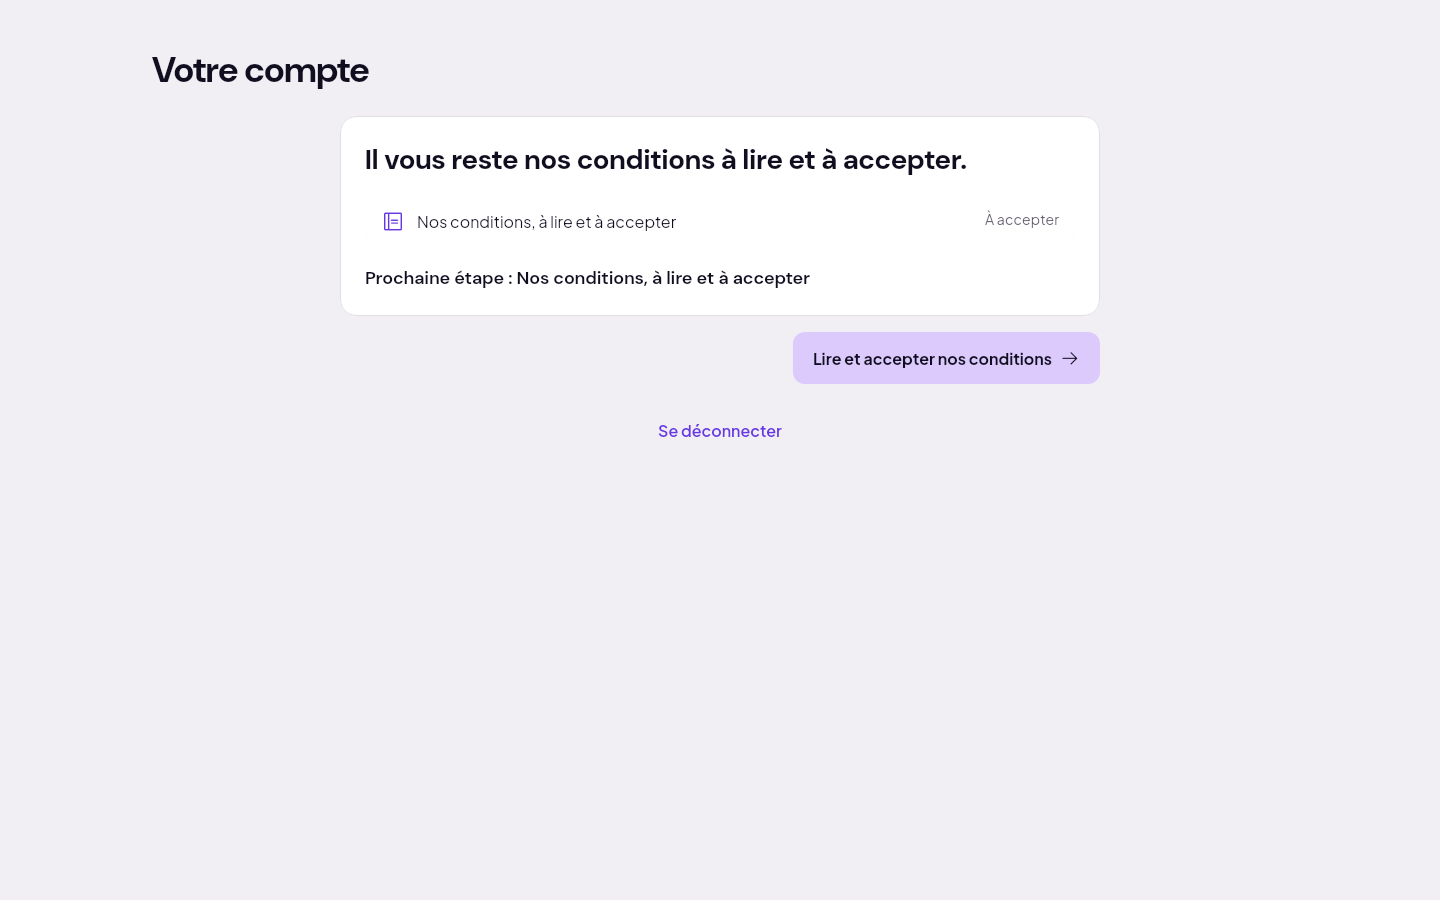 Votre compte
Il vous reste nos conditions à lire et à accepter.
Nos conditions, à lire et à accepter
À accepter
Prochaine étape : Nos conditions, à lire et à accepter
Lire et accepter nos conditions
Se déconnecter